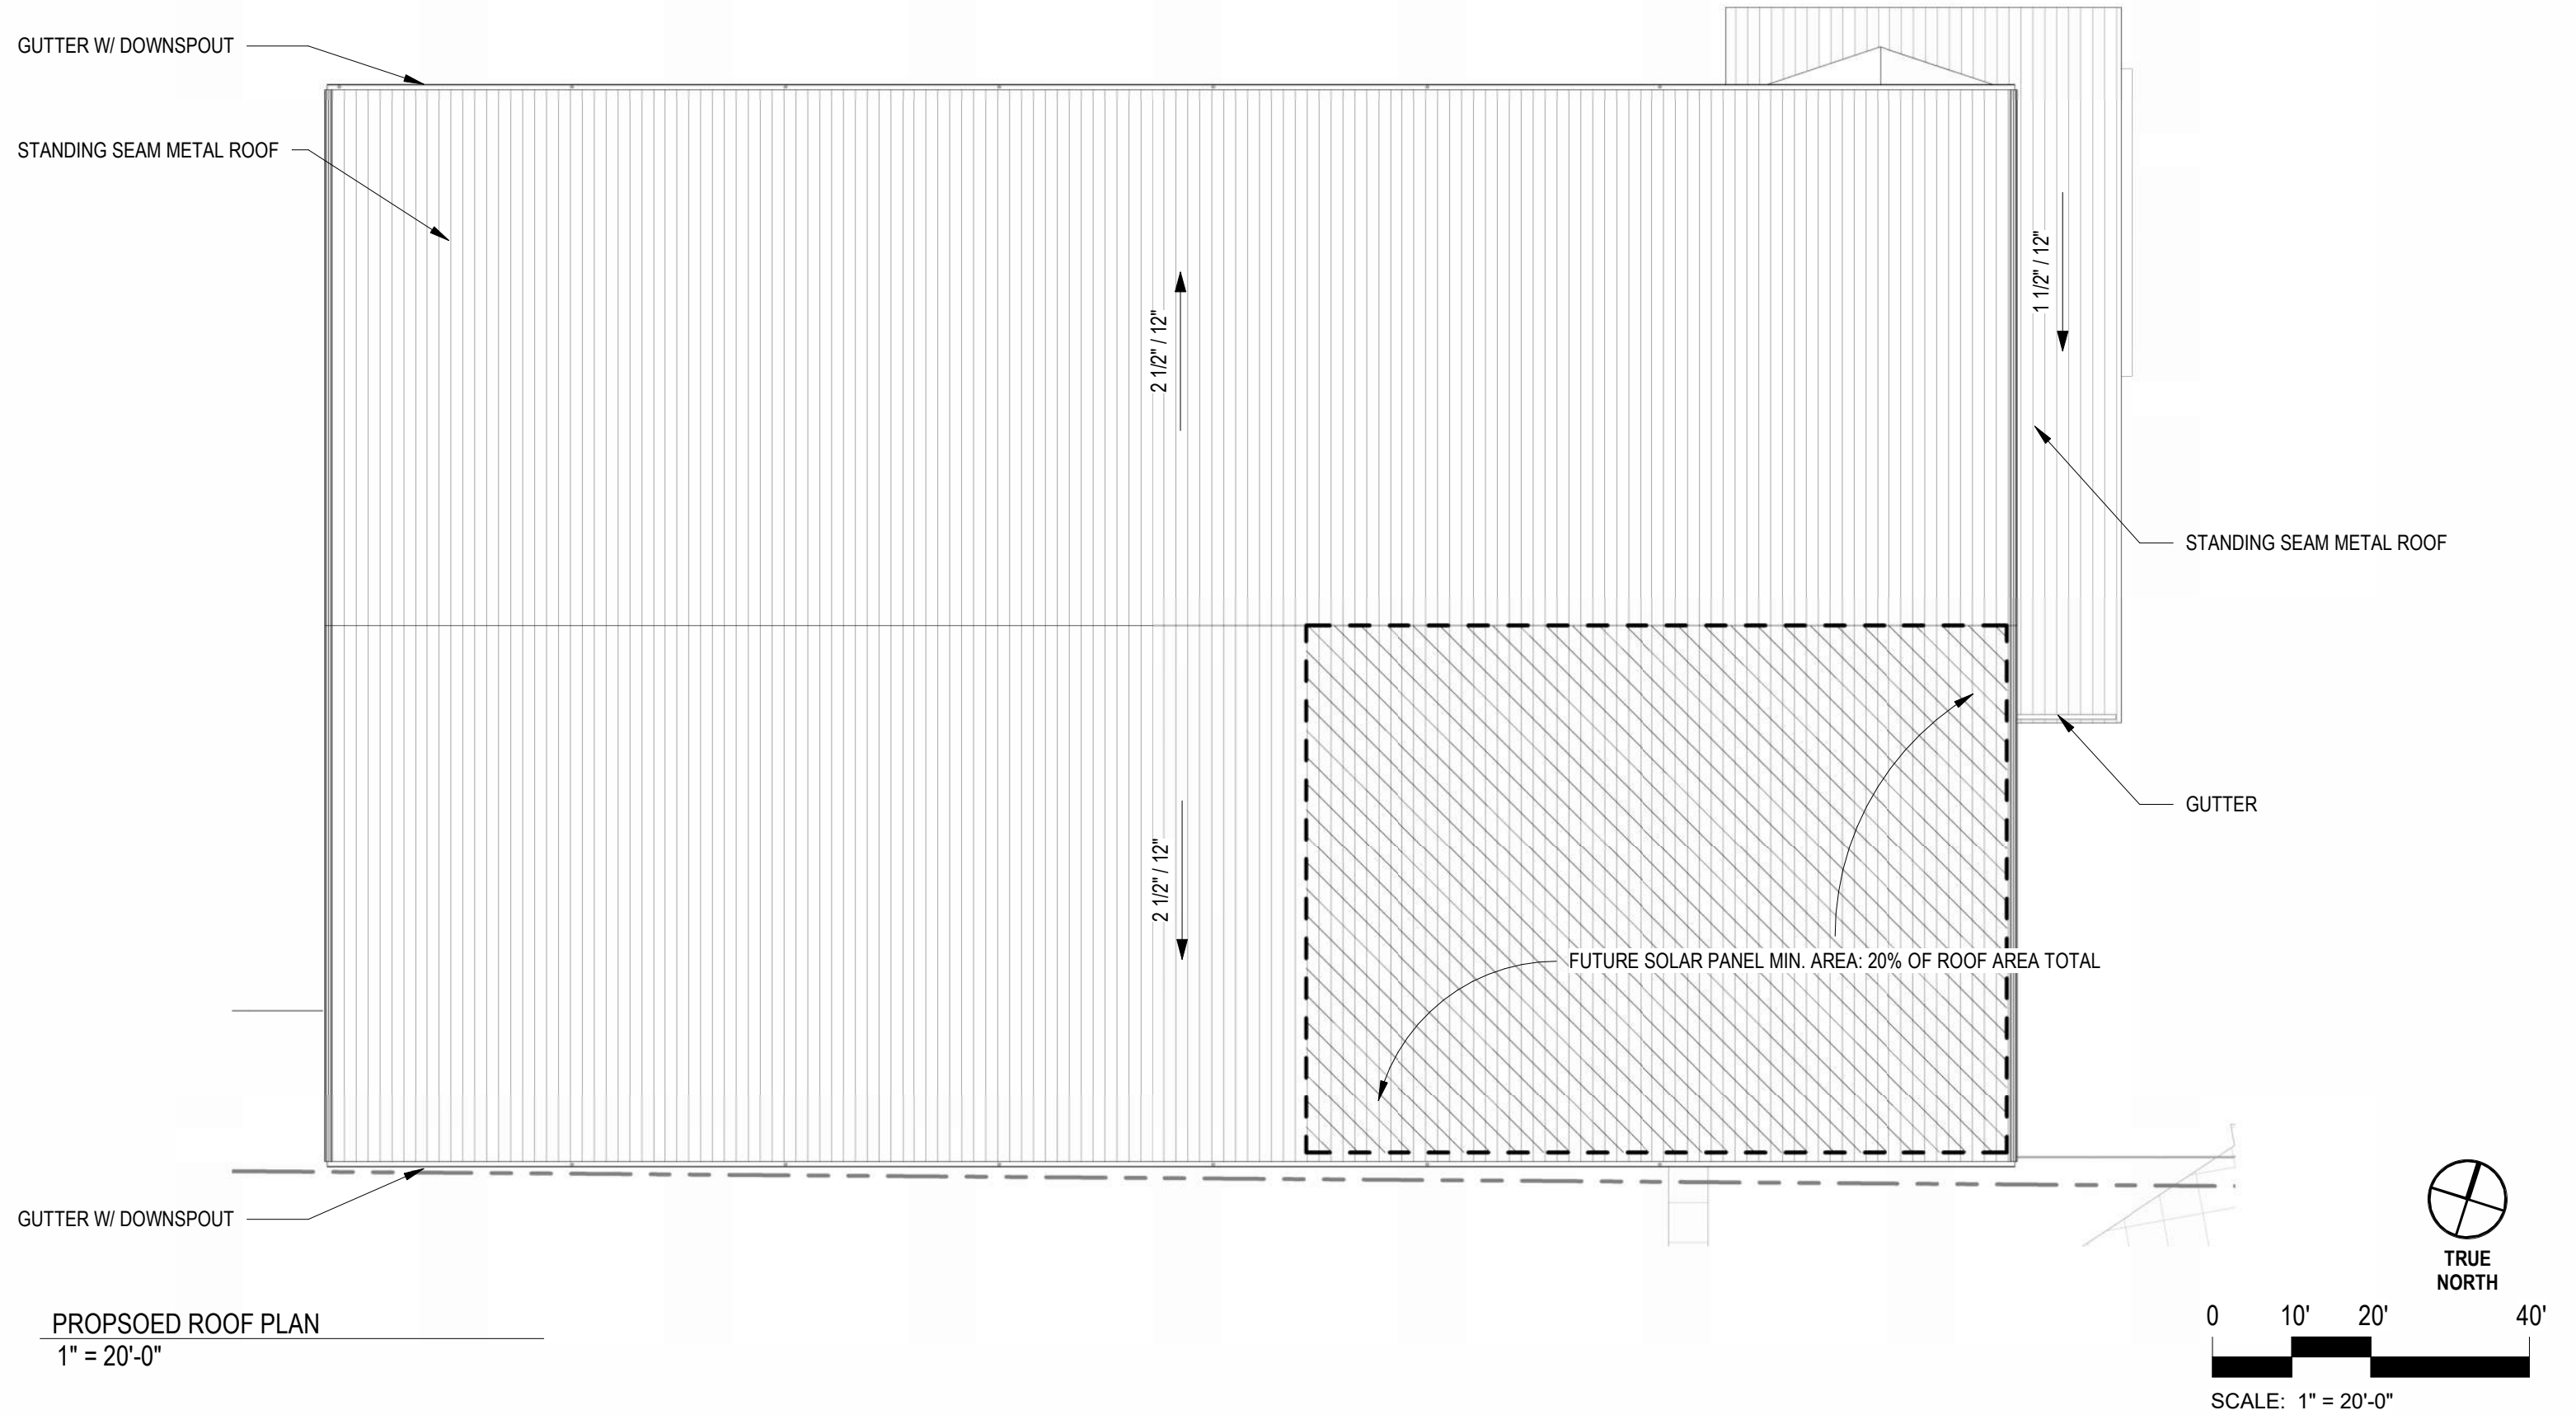 GUTTER W/ DOWNSPOUT
STANDING SEAM METAL ROOF
2 1/2" / 12"
1 1/2" / 12"
STANDING SEAM METAL ROOF
GUTTER
2 1/2" / 12"
FUTURE SOLAR PANEL MIN. AREA: 20% OF ROOF AREA TOTAL
GUTTER W/ DOWNSPOUT
TRUE
NORTH
PROPSOED ROOF PLAN
1" = 20'-0"
0 10' 20' 40'
SCALE: 1" = 20'-0"